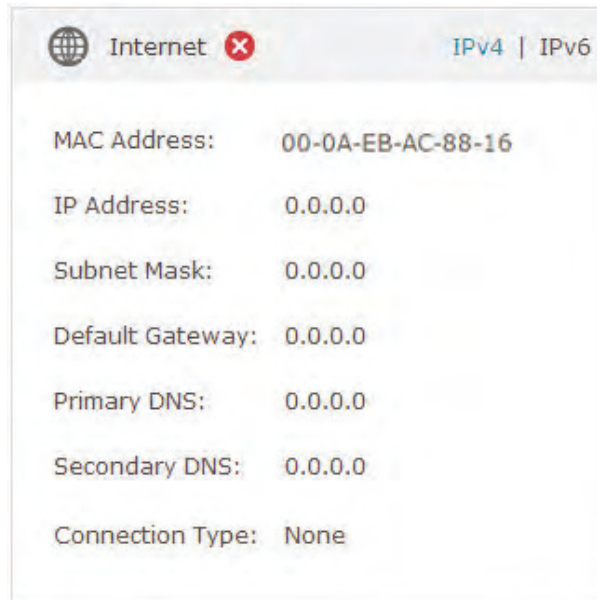 Internet IPv4 | IPv6
MAC Address: 00-0A-EB-AC-88-16
IP Address: 0.0.0.0
Subnet Mask: 0.0.0.0
Default Gateway: 0.0.0.0
Primary DNS: 0.0.0.0
Secondary DNS: 0.0.0.0
Connection Type: None